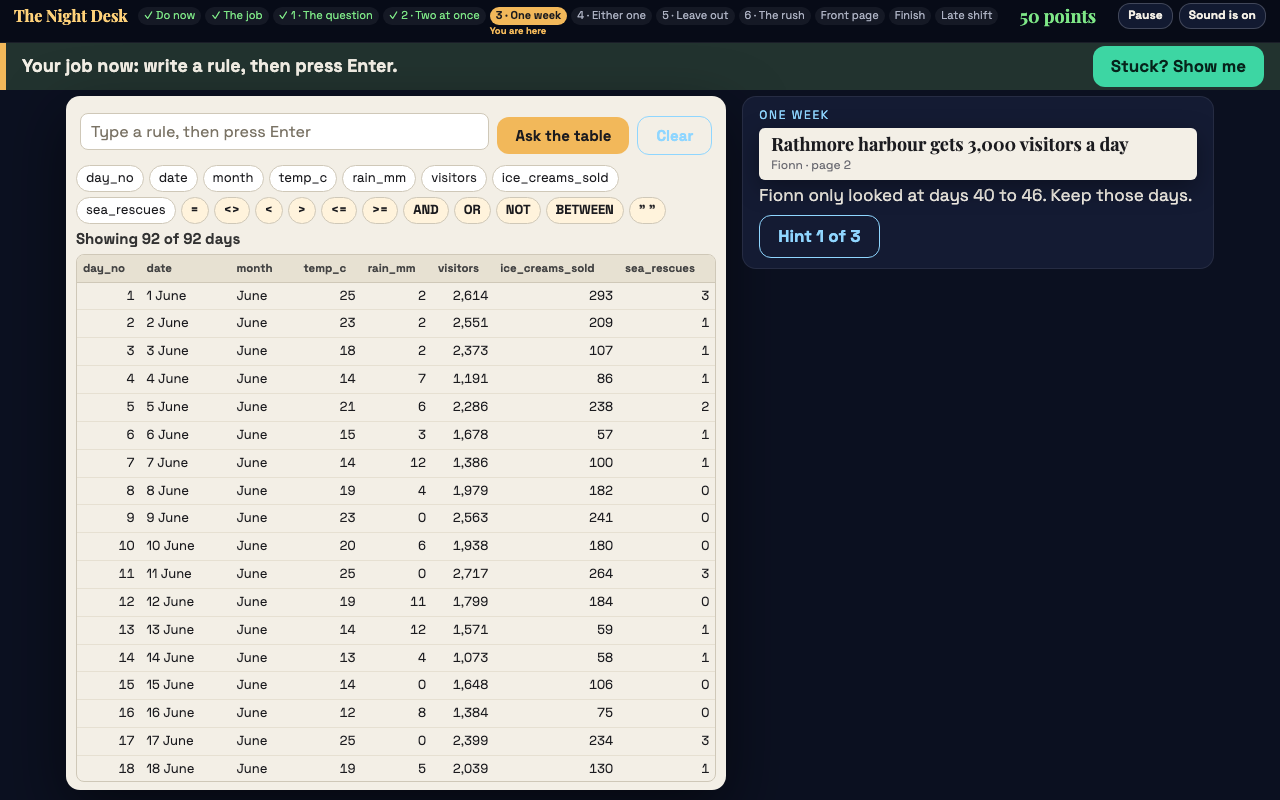 The Night Desk ✓ Do now ✓ The job ✓ 1 · The question ✓ 2 · Two at once 3 · One week 4 · Either one 5 · Leave out 6 · The rush Front page Finish Late shift 50 points Pause Sound is on
You are here
Your job now: write a rule, then press Enter. Stuck? Show me
Type a rule, then press Enter Ask the table Clear
day_no date month temp_c rain_mm visitors ice_creams_sold
sea_rescues = <> < > <= >= AND OR NOT BETWEEN " "
Showing 92 of 92 days
day_no date month temp_c rain_mm visitors ice_creams_sold sea_rescues
1 1 June June 25 2 2,614 293 3
2 2 June June 23 2 2,551 209 1
3 3 June June 18 2 2,373 107 1
4 4 June June 14 7 1,191 86 1
5 5 June June 21 6 2,286 238 2
6 6 June June 15 3 1,678 57 1
7 7 June June 14 12 1,386 100 1
8 8 June June 19 4 1,979 182 0
9 9 June June 23 0 2,563 241 0
10 10 June June 20 6 1,938 180 0
11 11 June June 25 0 2,717 264 3
12 12 June June 19 11 1,799 184 0
13 13 June June 14 12 1,571 59 1
14 14 June June 13 4 1,073 58 1
15 15 June June 14 0 1,648 106 0
16 16 June June 12 8 1,384 75 0
17 17 June June 25 0 2,399 234 3
18 18 June June 19 5 2,039 130 1
ONE WEEK
Rathmore harbour gets 3,000 visitors a day
Fionn · page 2
Fionn only looked at days 40 to 46. Keep those days.
Hint 1 of 3